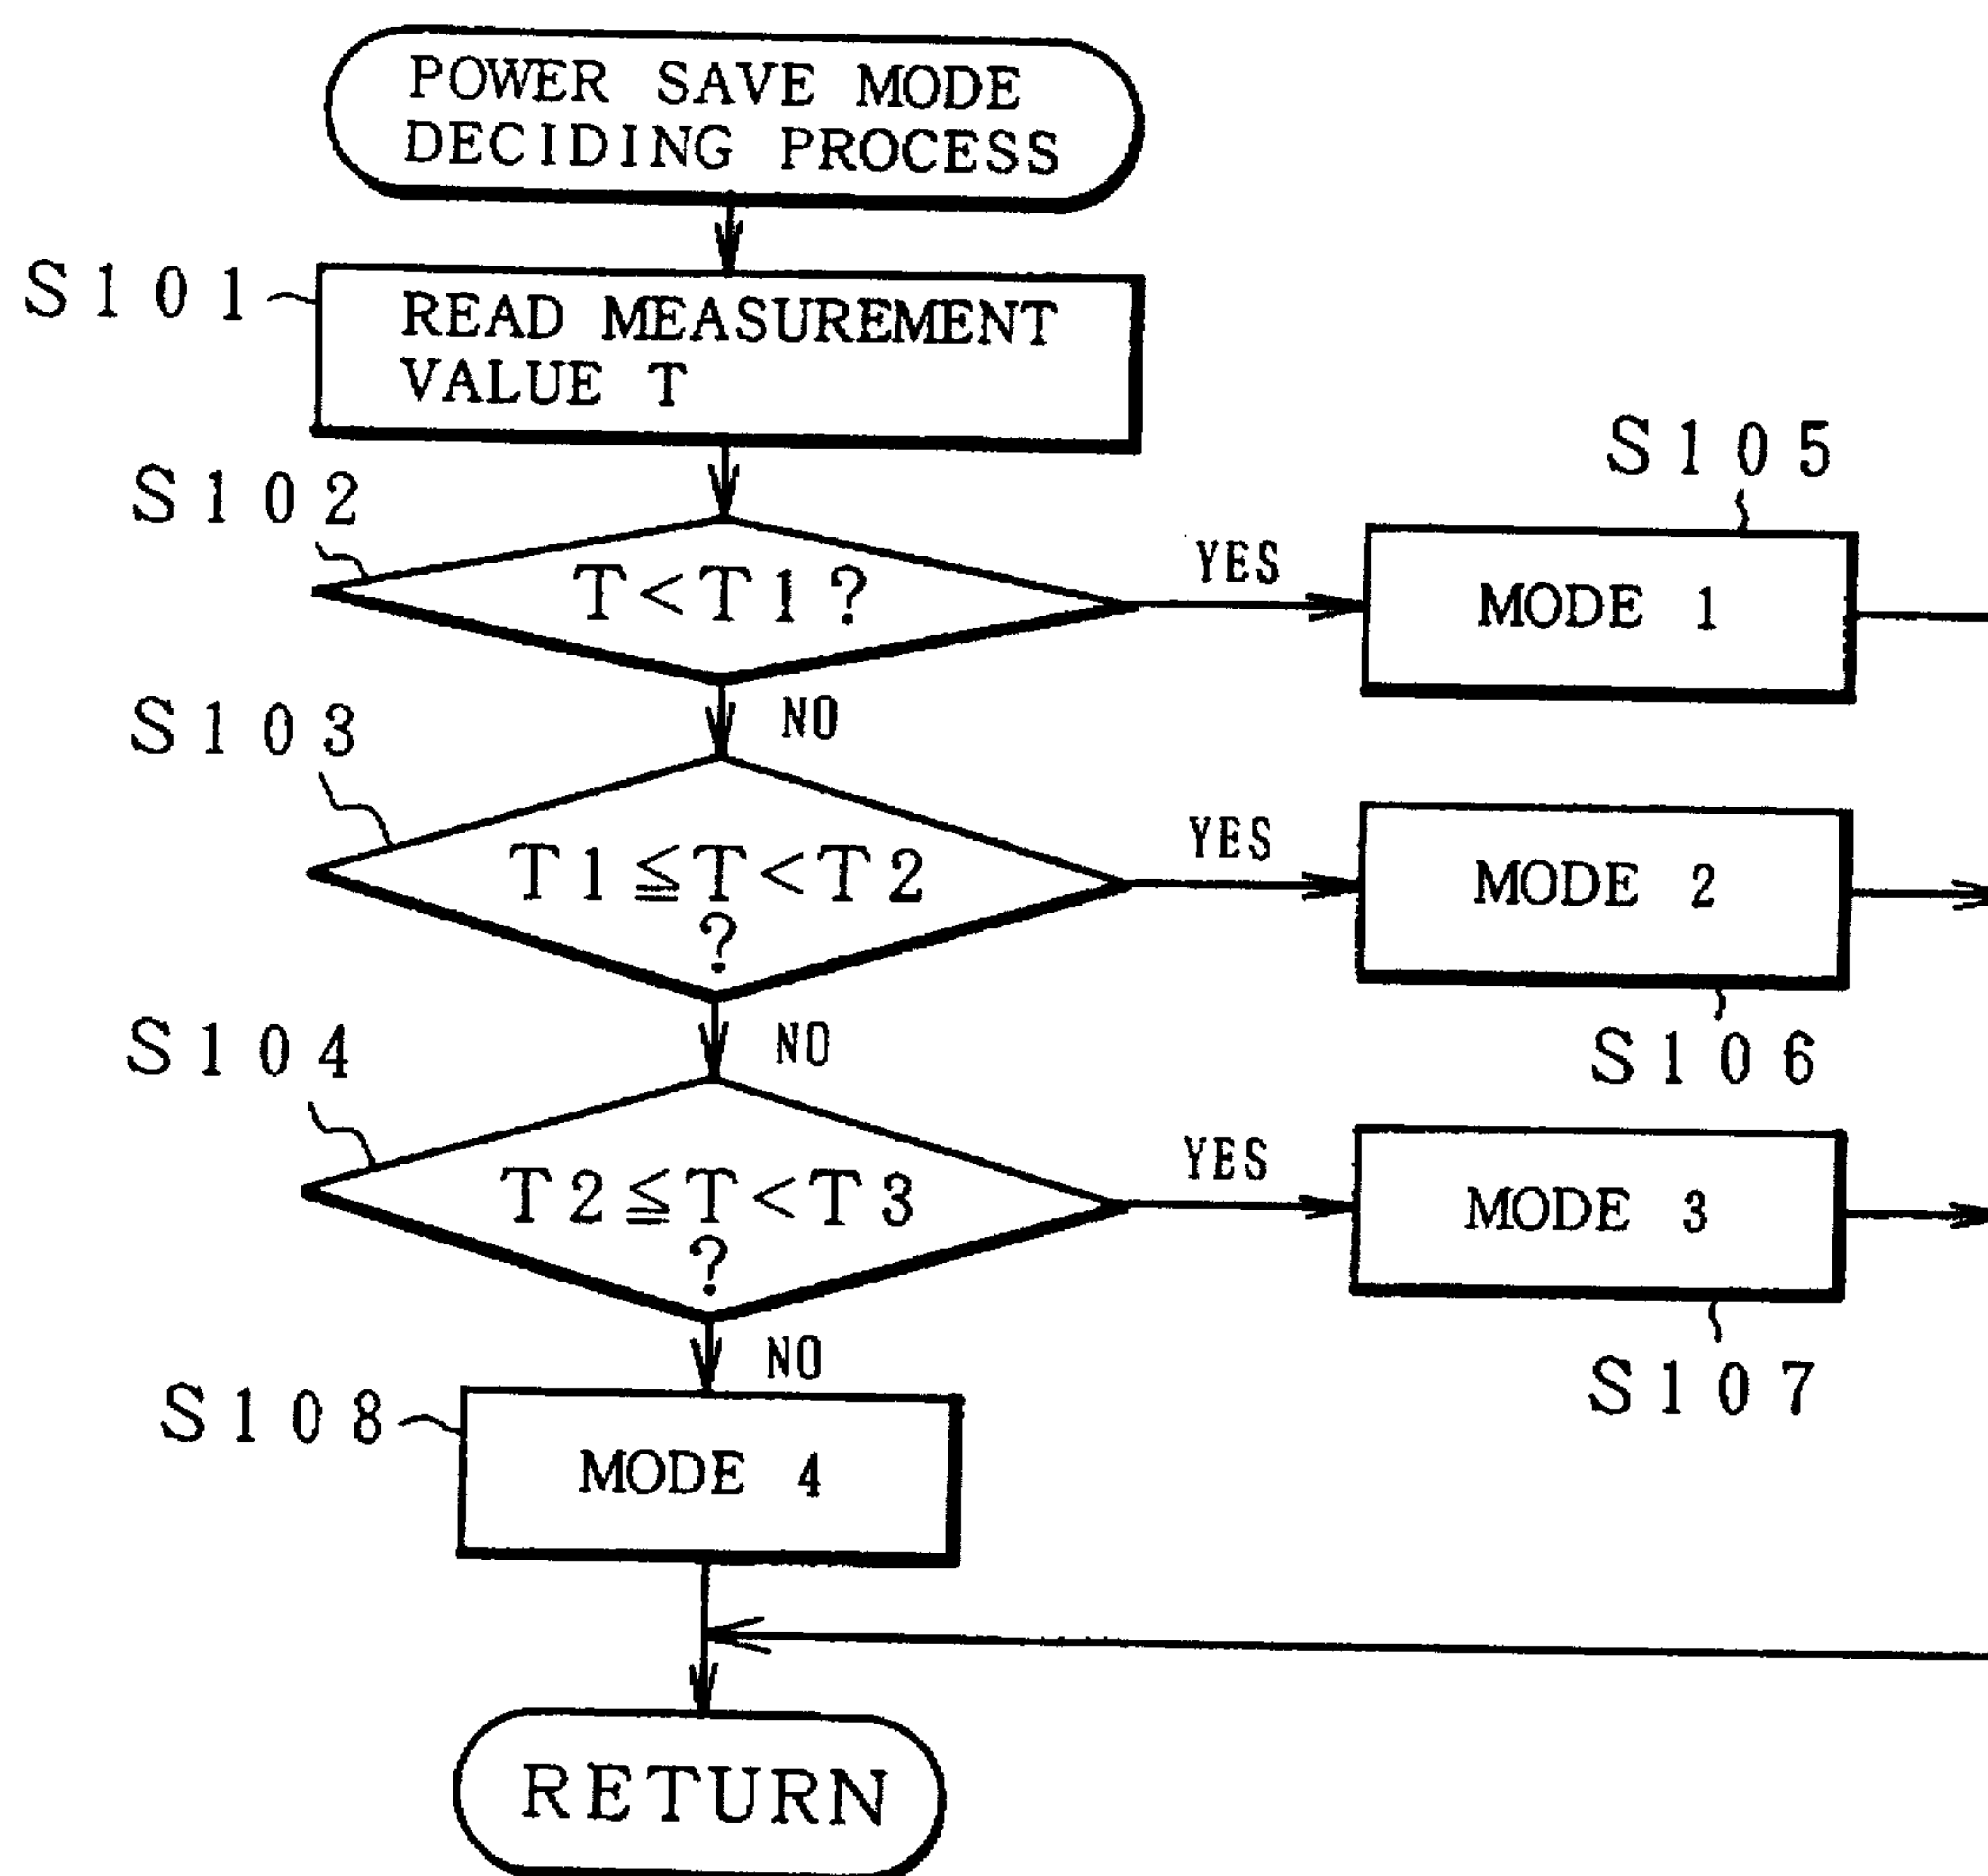 POWER SAVE MODE
DECIDING PROCESS
S101
READ MEASUREMENT
VALUE T
S102
T<T1?
YES
S105
MODE 1
NO
S103
T1≦T<T2
?
YES
MODE 2
S106
NO
S104
T2≦T<T3
?
YES
MODE 3
S107
NO
S108
MODE 4
RETURN